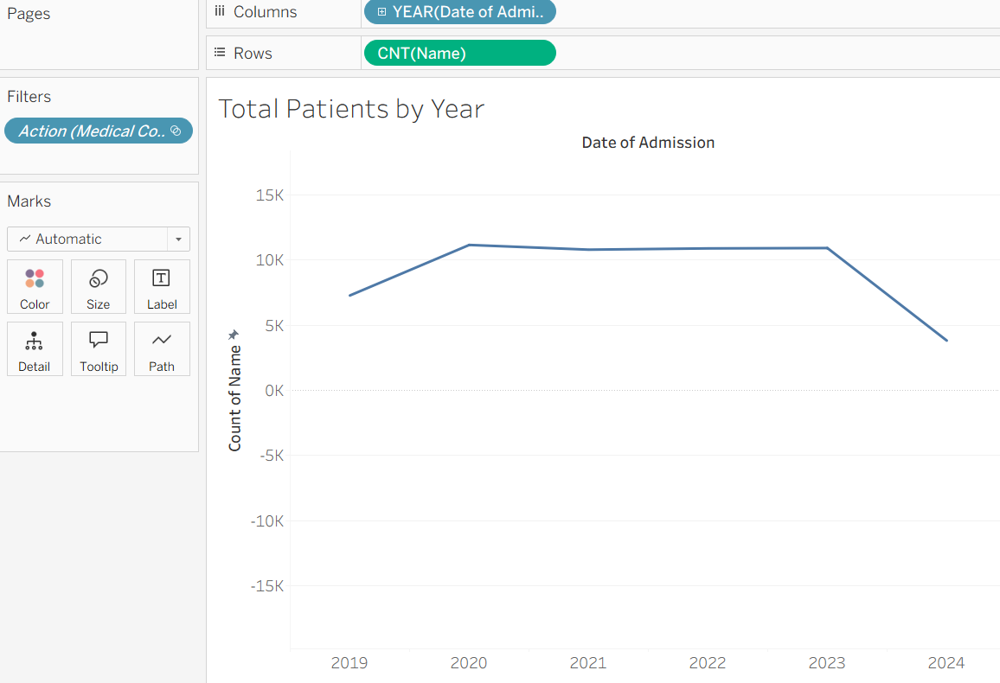 Pages
Columns
YEAR(Date of Admi..
Rows
CNT(Name)
Filters
Action (Medical Co..
Marks
Automatic
Color
Size
Label
Detail
Tooltip
Path
Total Patients by Year
Date of Admission
Count of Name
15K
10K
5K
0K
-5K
-10K
-15K
2019 2020 2021 2022 2023 2024